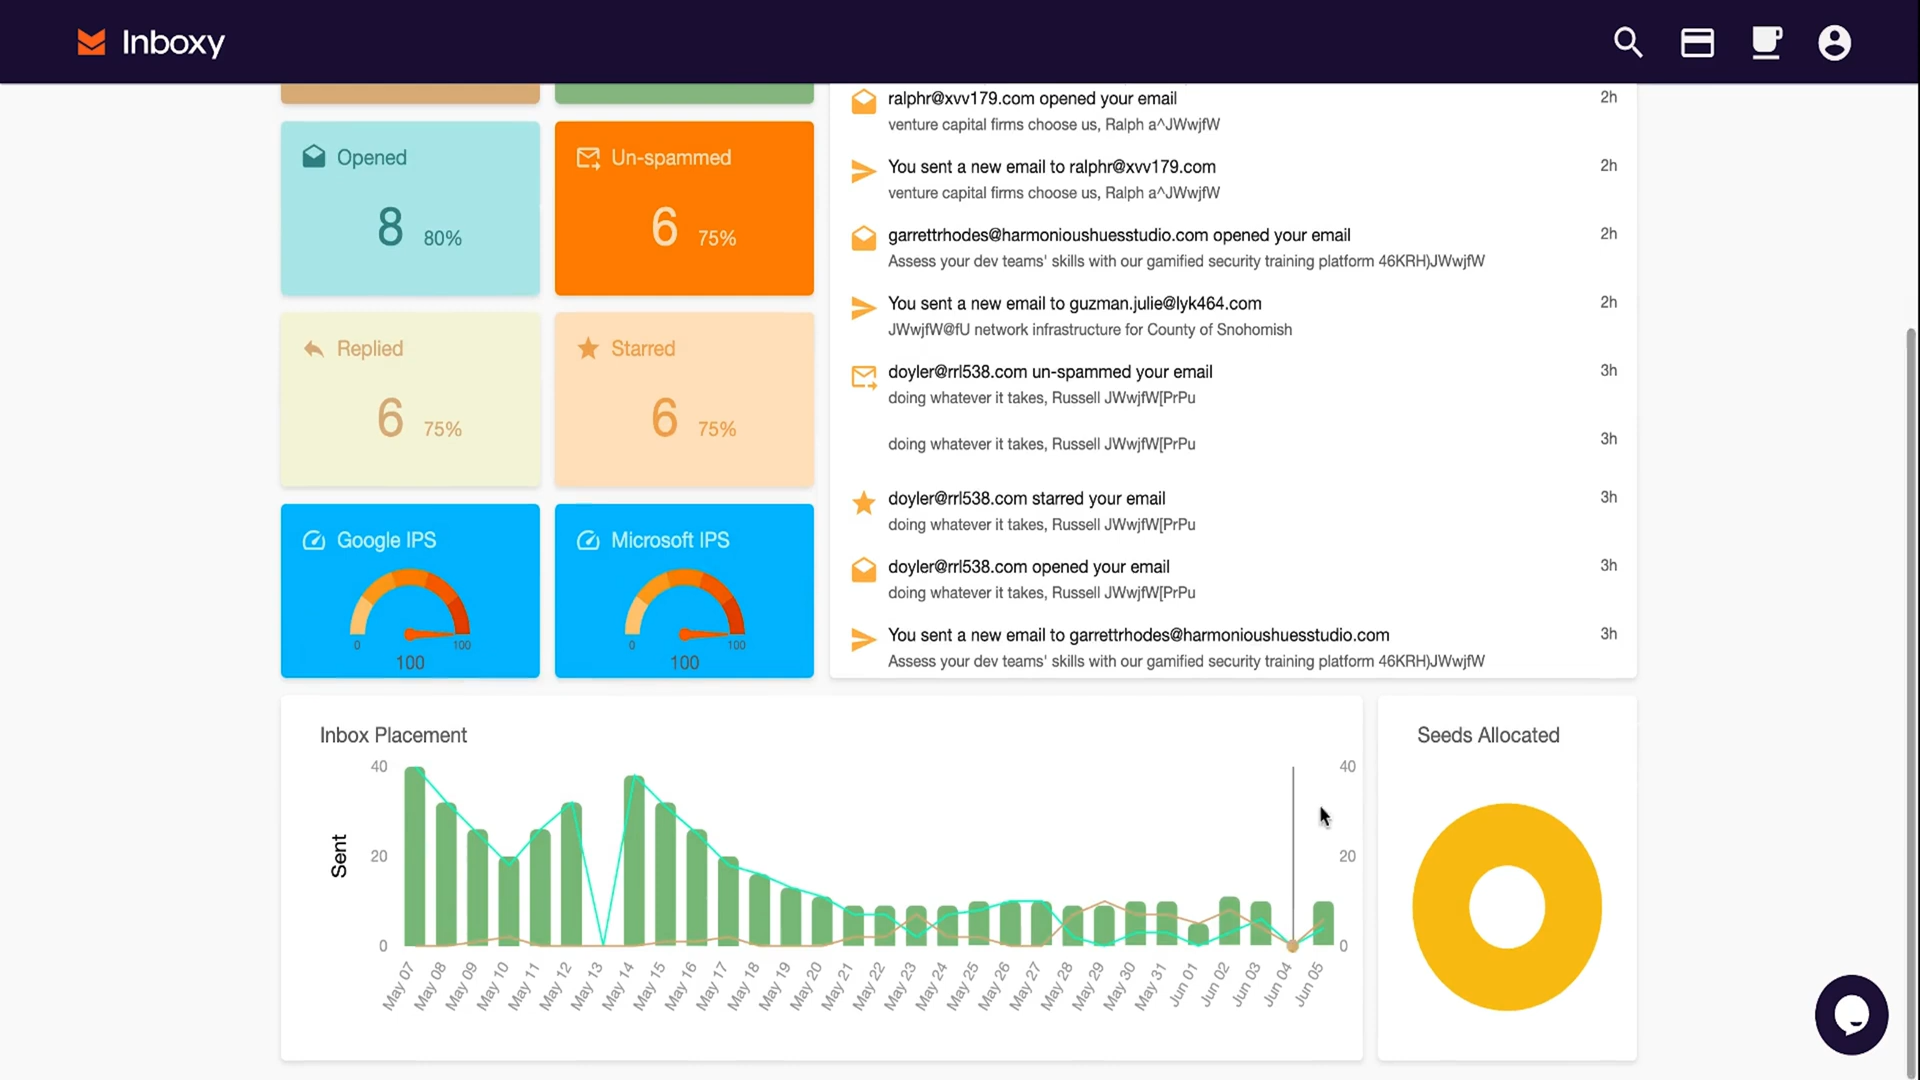 Inboxy
Opened
8 80%
Un-spammed
6 75%
Replied
6 75%
Starred
6 75%
Google IPS
0 100
100
Microsoft IPS
0 100
100
ralphr@xvv179.com opened your email 2h
venture capital firms choose us, Ralph a^JWwjfW
You sent a new email to ralphr@xvv179.com 2h
venture capital firms choose us, Ralph a^JWwjfW
garrettrhodes@harmonioushuesstudio.com opened your email 2h
Assess your dev teams' skills with our gamified security training platform 46KRH)JWwjfW
You sent a new email to guzman.julie@lyk464.com 2h
JWwjfW@fU network infrastructure for County of Snohomish
doyler@rrl538.com un-spammed your email 3h
doing whatever it takes, Russell JWwjfW[PrPu
doing whatever it takes, Russell JWwjfW[PrPu 3h
doyler@rrl538.com starred your email 3h
doing whatever it takes, Russell JWwjfW[PrPu
doyler@rrl538.com opened your email 3h
doing whatever it takes, Russell JWwjfW[PrPu
You sent a new email to garrettrhodes@harmonioushuesstudio.com 3h
Assess your dev teams' skills with our gamified security training platform 46KRH)JWwjfW
Inbox Placement
Sent
40 40
20 20
0 0
May 07 May 08 May 09 May 10 May 11 May 12 May 13 May 14 May 15 May 16 May 17 May 18 May 19 May 20 May 21 May 22 May 23 May 24 May 25 May 26 May 27 May 28 May 29 May 30 May 31 Jun 01 Jun 02 Jun 03 Jun 04 Jun 05
Seeds Allocated